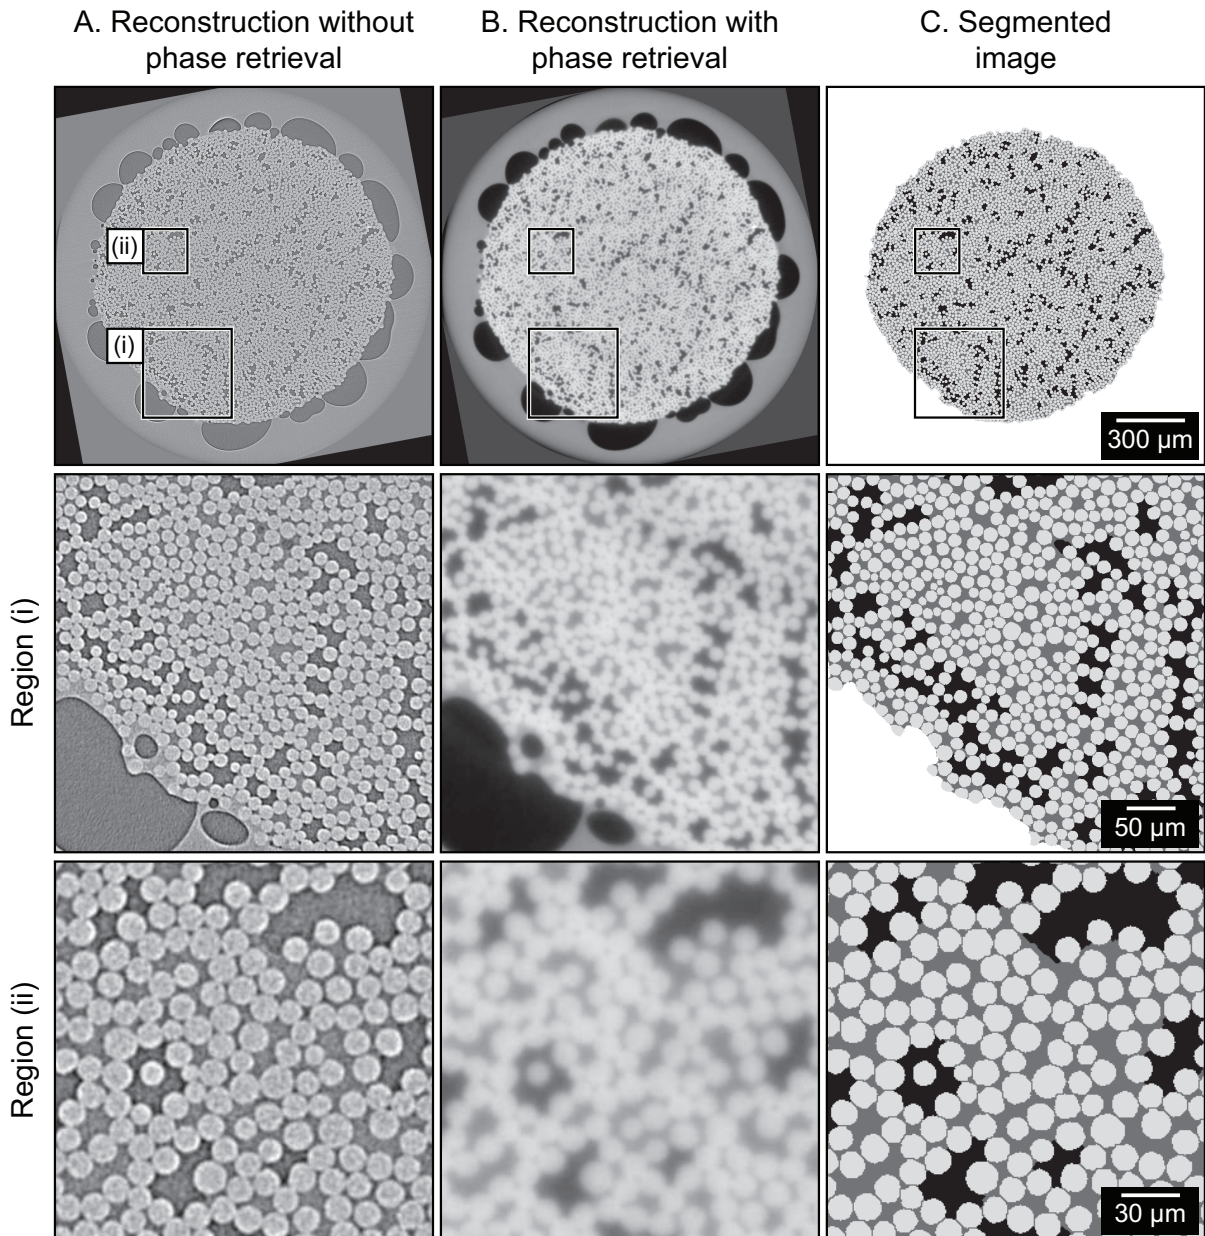 A. Reconstruction without
phase retrieval
B. Reconstruction with
phase retrieval
C. Segmented
image
(ii)
(i)
300 µm
Region (i)
50 µm
Region (ii)
30 µm